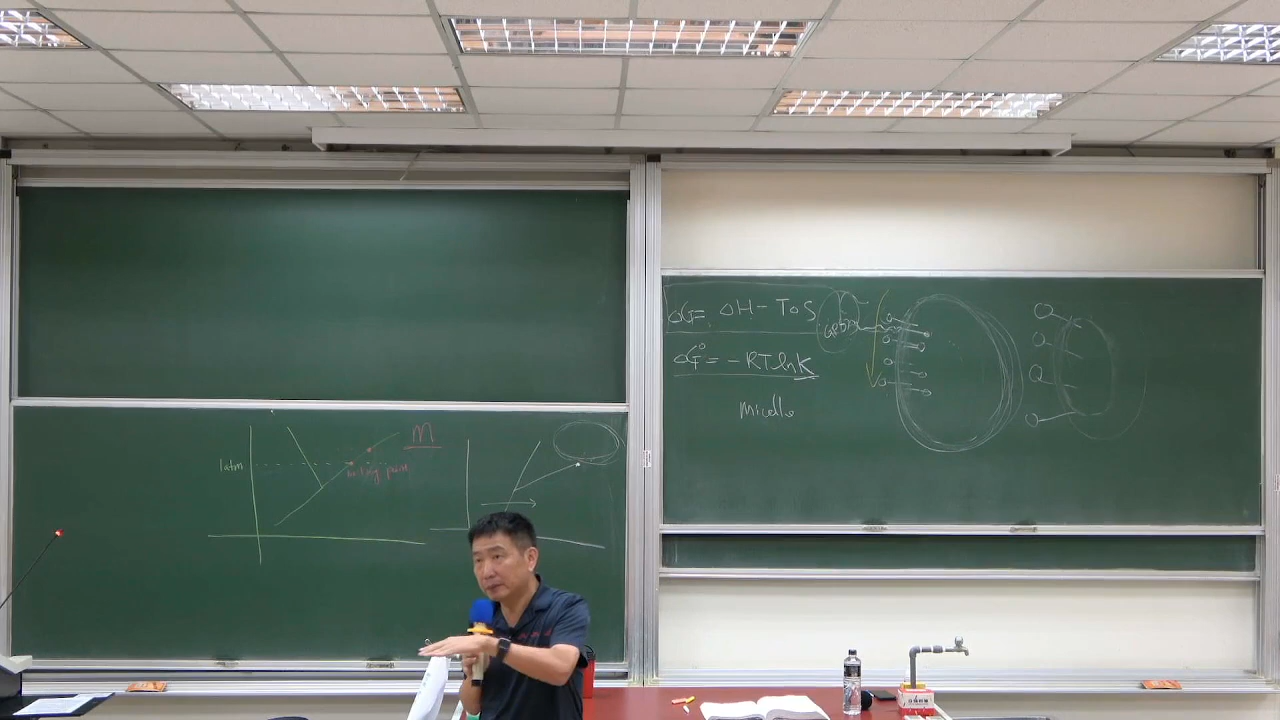 1atm
m
boiling point
ΔG = ΔH - TΔS
ΔG° = -RTlnK
Micelle